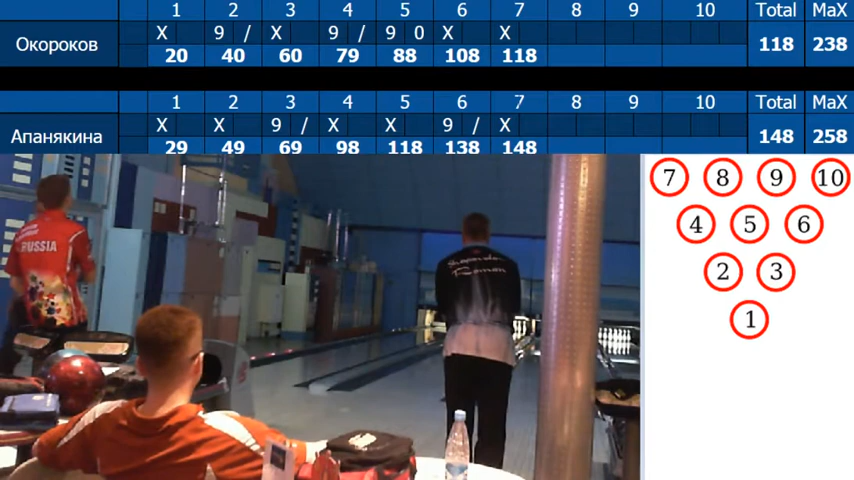 1 2 3 4 5 6 7 8 9 10 Total MaX
X 9 / X 9 / 9 0 X X
Окороков 20 40 60 79 88 108 118 118 238
1 2 3 4 5 6 7 8 9 10 Total MaX
X X 9 / X X 9 / X
Апанякина 29 49 69 98 118 138 148 148 258
7 8 9 10
4 5 6
2 3
1
RUSSIA
Roman